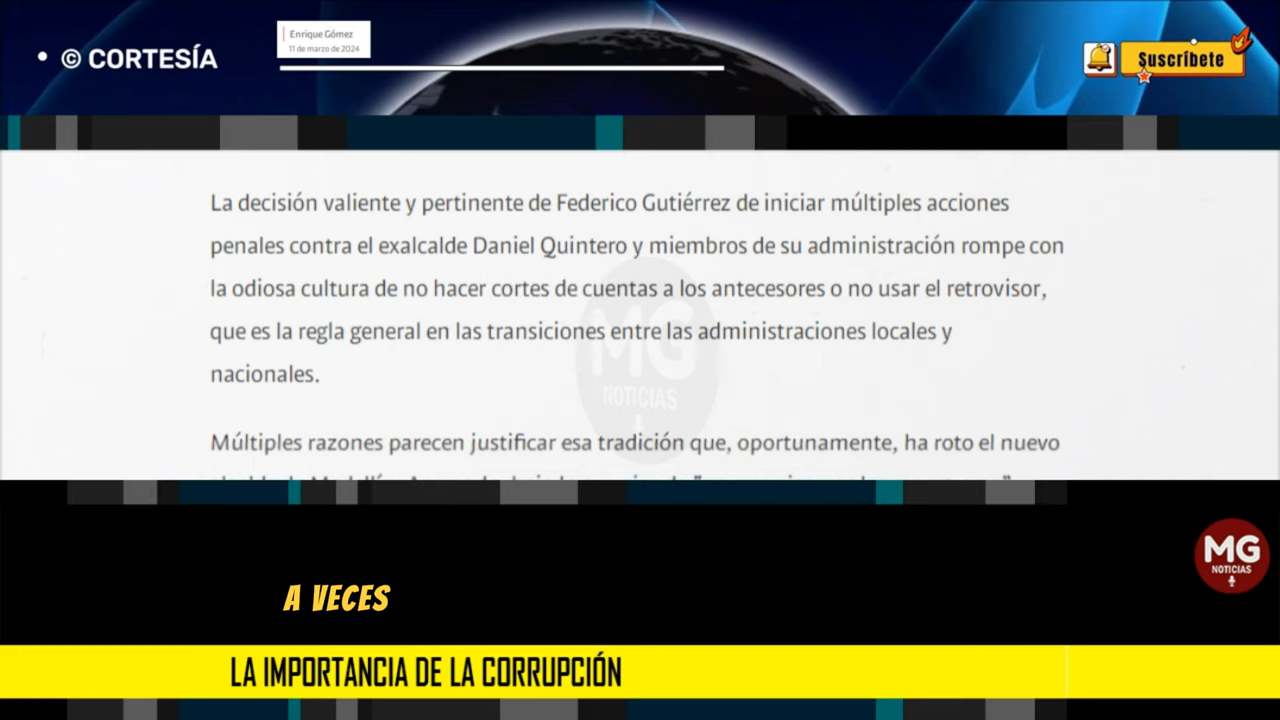 © CORTESÍA
Enrique Gómez
11 de marzo de 2024
Suscríbete
La decisión valiente y pertinente de Federico Gutiérrez de iniciar múltiples acciones
penales contra el exalcalde Daniel Quintero y miembros de su administración rompe con
la odiosa cultura de no hacer cortes de cuentas a los antecesores o no usar el retrovisor,
que es la regla general en las transiciones entre las administraciones locales y
nacionales.
MG
NOTICIAS
Múltiples razones parecen justificar esa tradición que, oportunamente, ha roto el nuevo
MG
NOTICIAS
A VECES
LA IMPORTANCIA DE LA CORRUPCIÓN